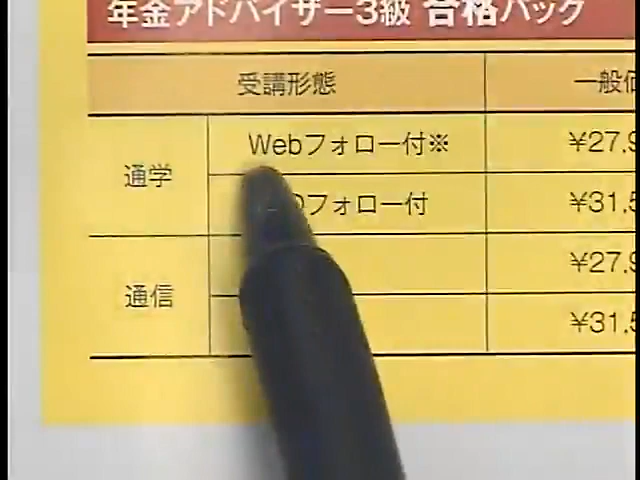 年金アドバイザー3級 合格パック
受講形態 一般
通学 Webフォロー付※ ¥27,9
フォロー付 ¥31,5
通信 ¥27,9
¥31,5